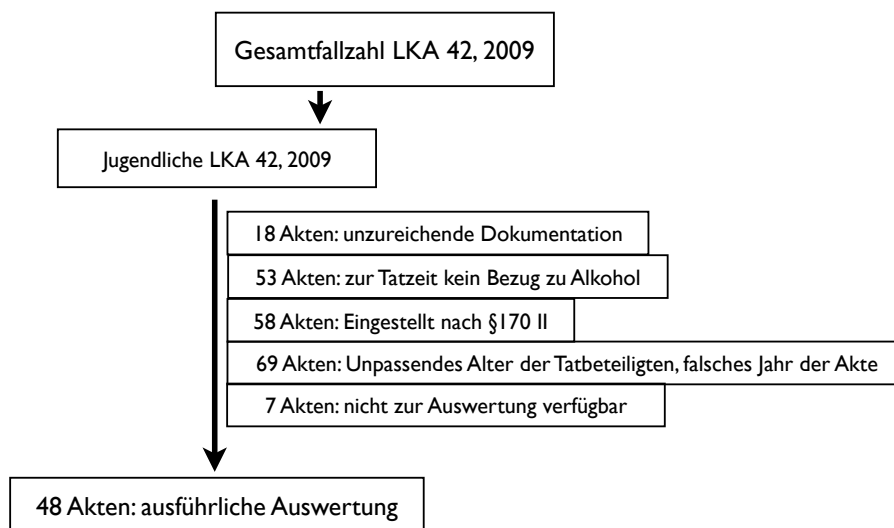 Gesamtfallzahl LKA 42, 2009
Jugendliche LKA 42, 2009
18 Akten: unzureichende Dokumentation
53 Akten: zur Tatzeit kein Bezug zu Alkohol
58 Akten: Eingestellt nach §170 II
69 Akten: Unpassendes Alter der Tatbeteiligten, falsches Jahr der Akte
7 Akten: nicht zur Auswertung verfügbar
48 Akten: ausführliche Auswertung